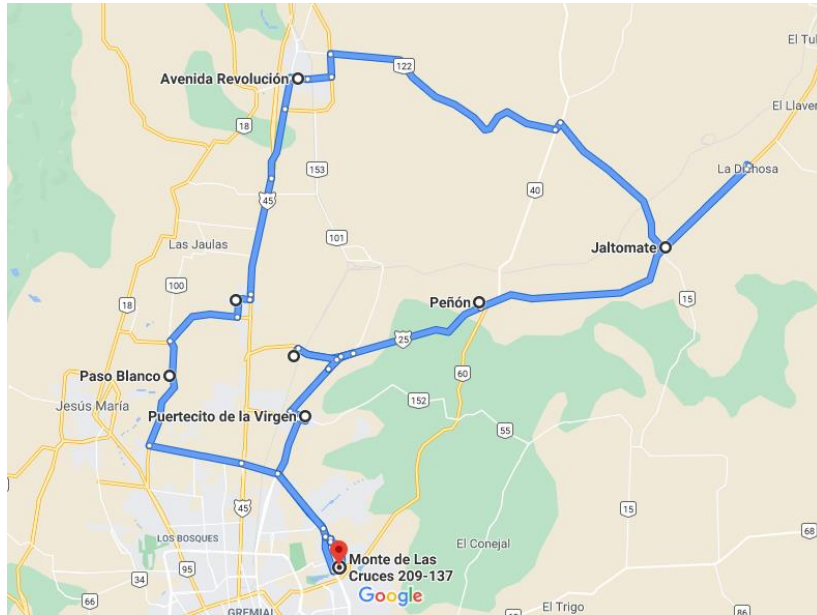 El Tul
Avenida Revolución
122
El Llaver
18
153
La Dichosa
40
45
101
Las Jaulas
Jaltomate
100
Peñón
15
18
25
Paso Blanco
60
Jesús María
152
Puertecito de la Virgen
55
45
15
LOS BOSQUES
El Conejal
68
Monte de Las
Cruces 209-137
34
95
Google
GREMIAL
El Trigo
86
66